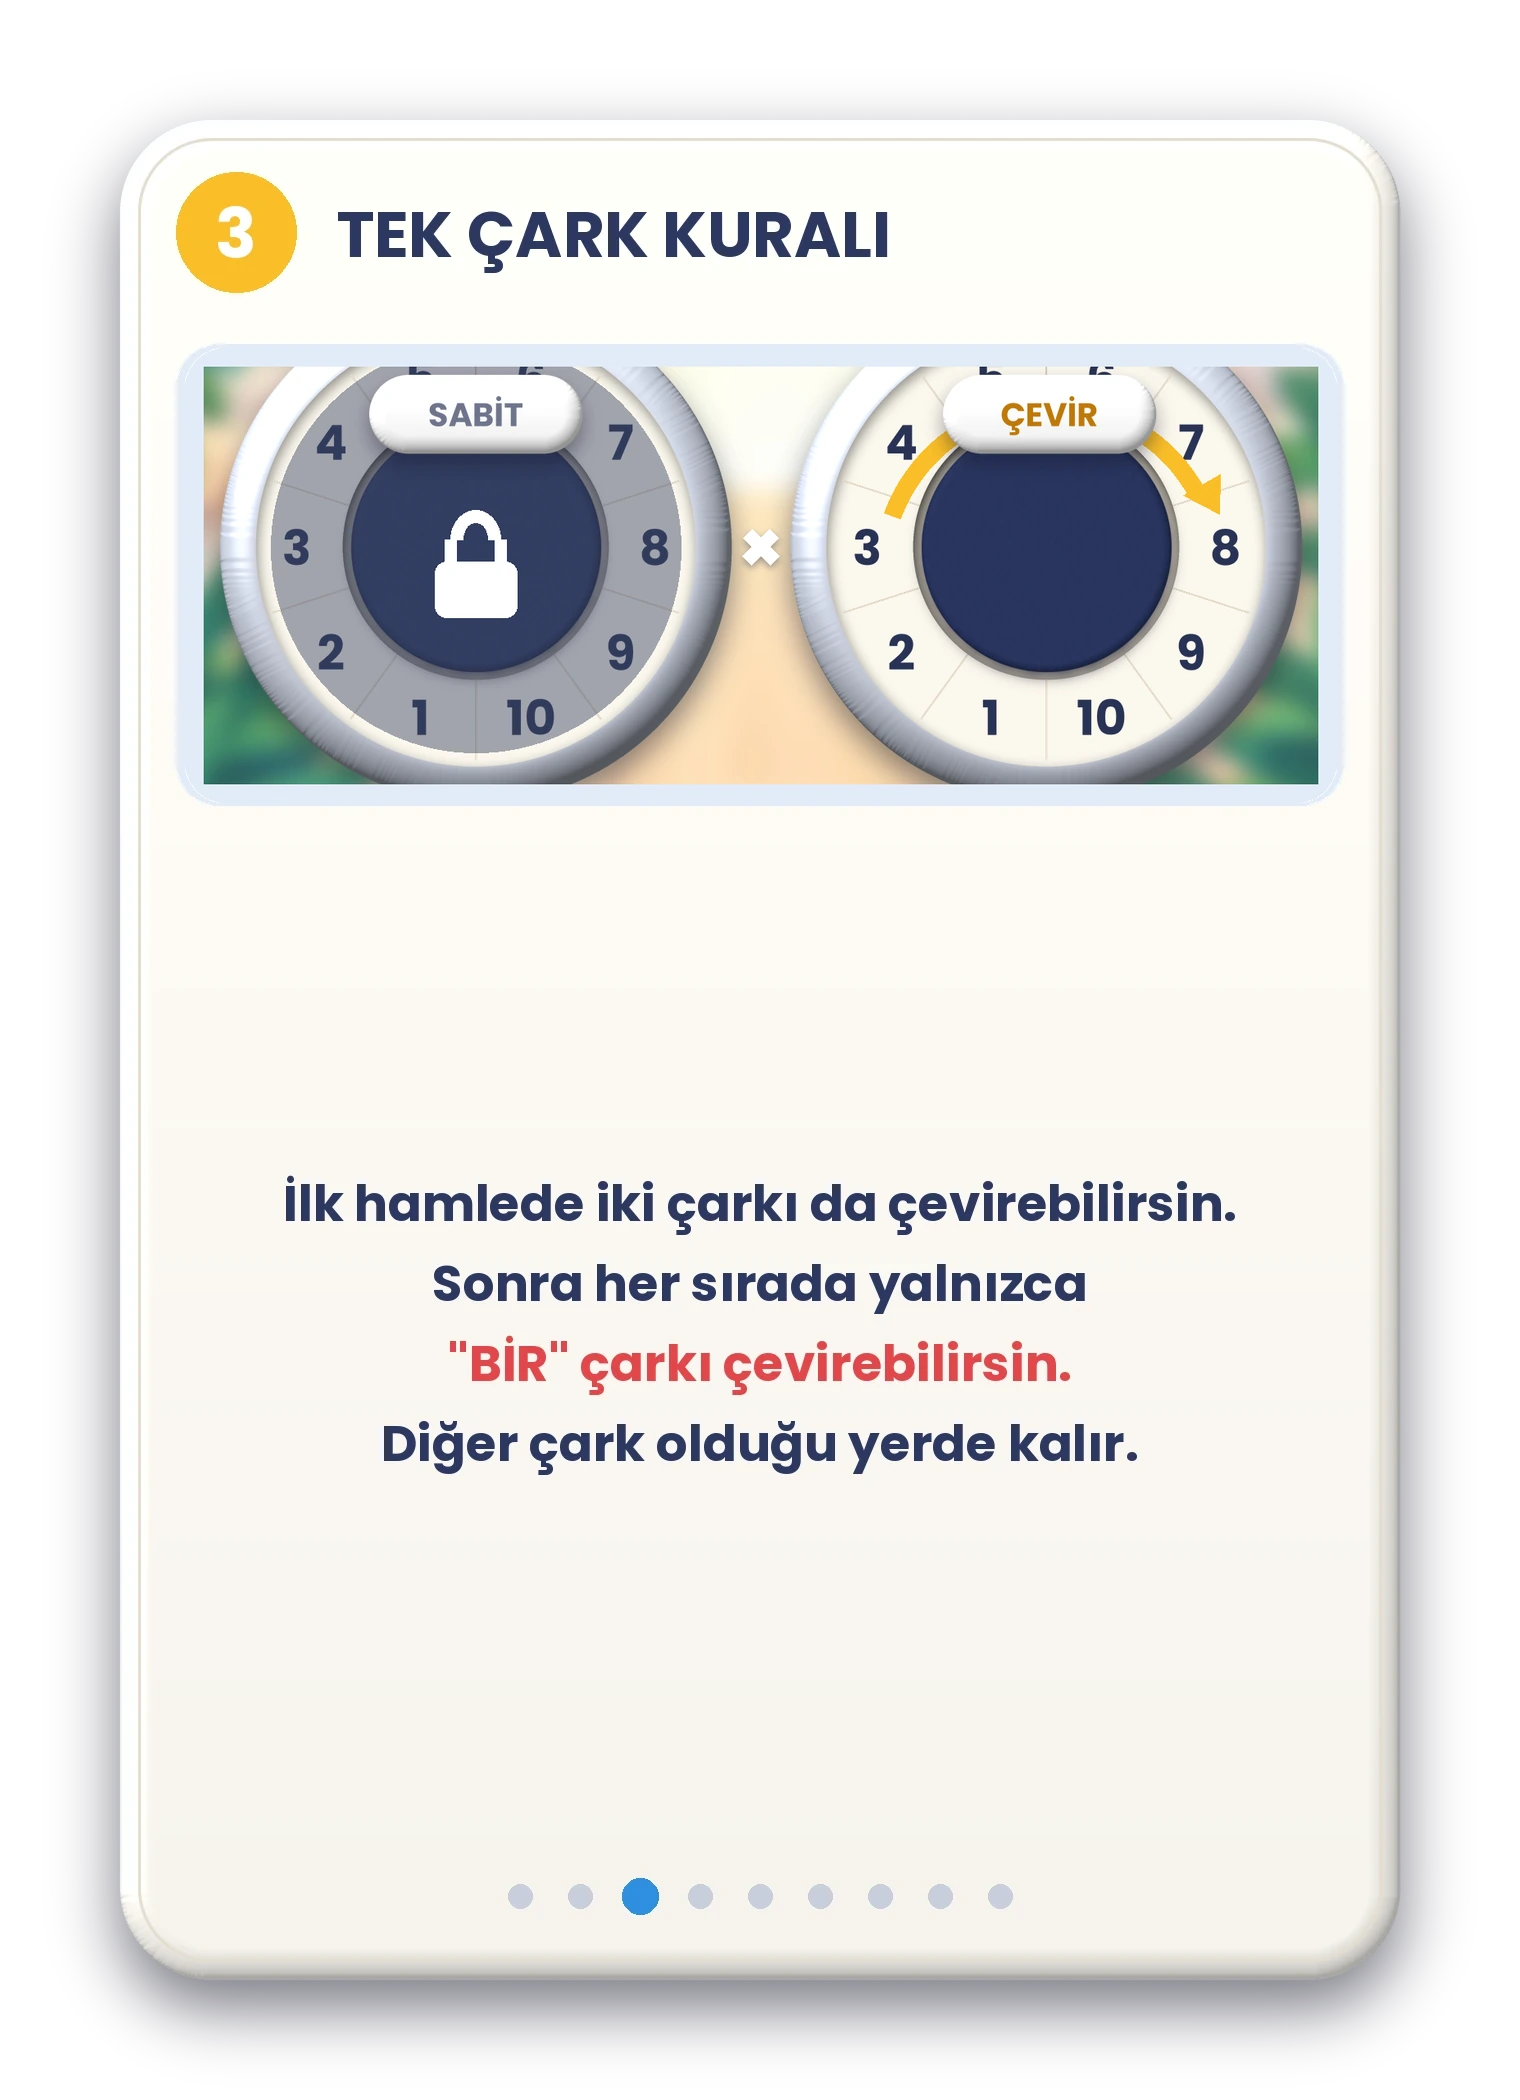 3 TEK ÇARK KURALI
SABİT ÇEVİR
4 7 4 7
3 8 × 3 8
2 9 2 9
1 10 1 10
İlk hamlede iki çarkı da çevirebilirsin.
Sonra her sırada yalnızca
"BİR" çarkı çevirebilirsin.
Diğer çark olduğu yerde kalır.